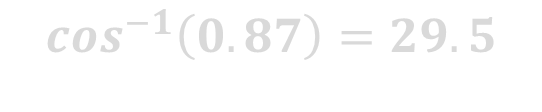 cos⁻¹(0.87) = 29.5